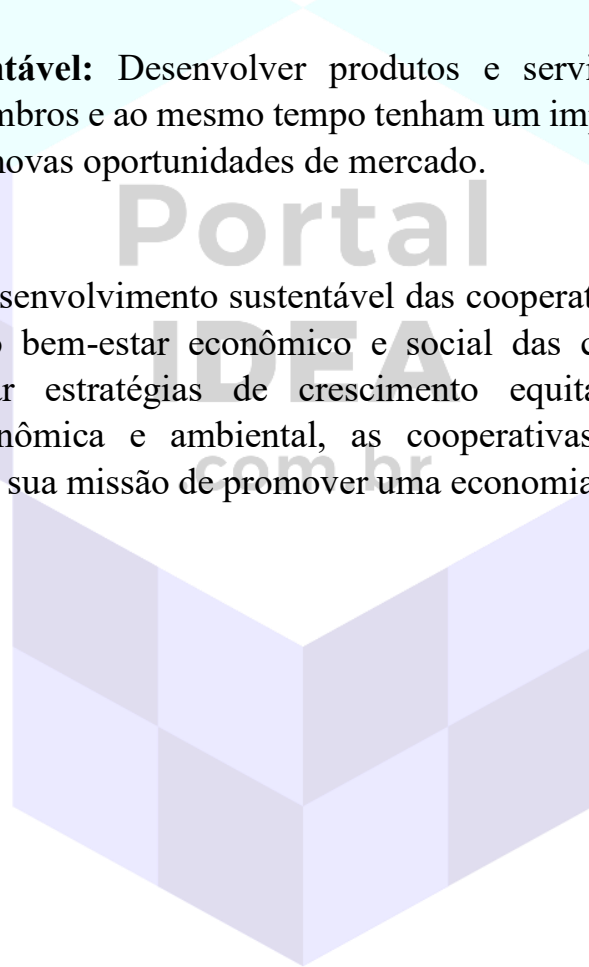 ntável: Desenvolver produtos e servi
mbros e ao mesmo tempo tenham um imp
novas oportunidades de mercado.
Portal
senvolvimento sustentável das cooperat
o bem-estar econômico e social das c
ar estratégias de crescimento equita
IDEA
nômica e ambiental, as cooperativas
.com.br
sua missão de promover uma economia